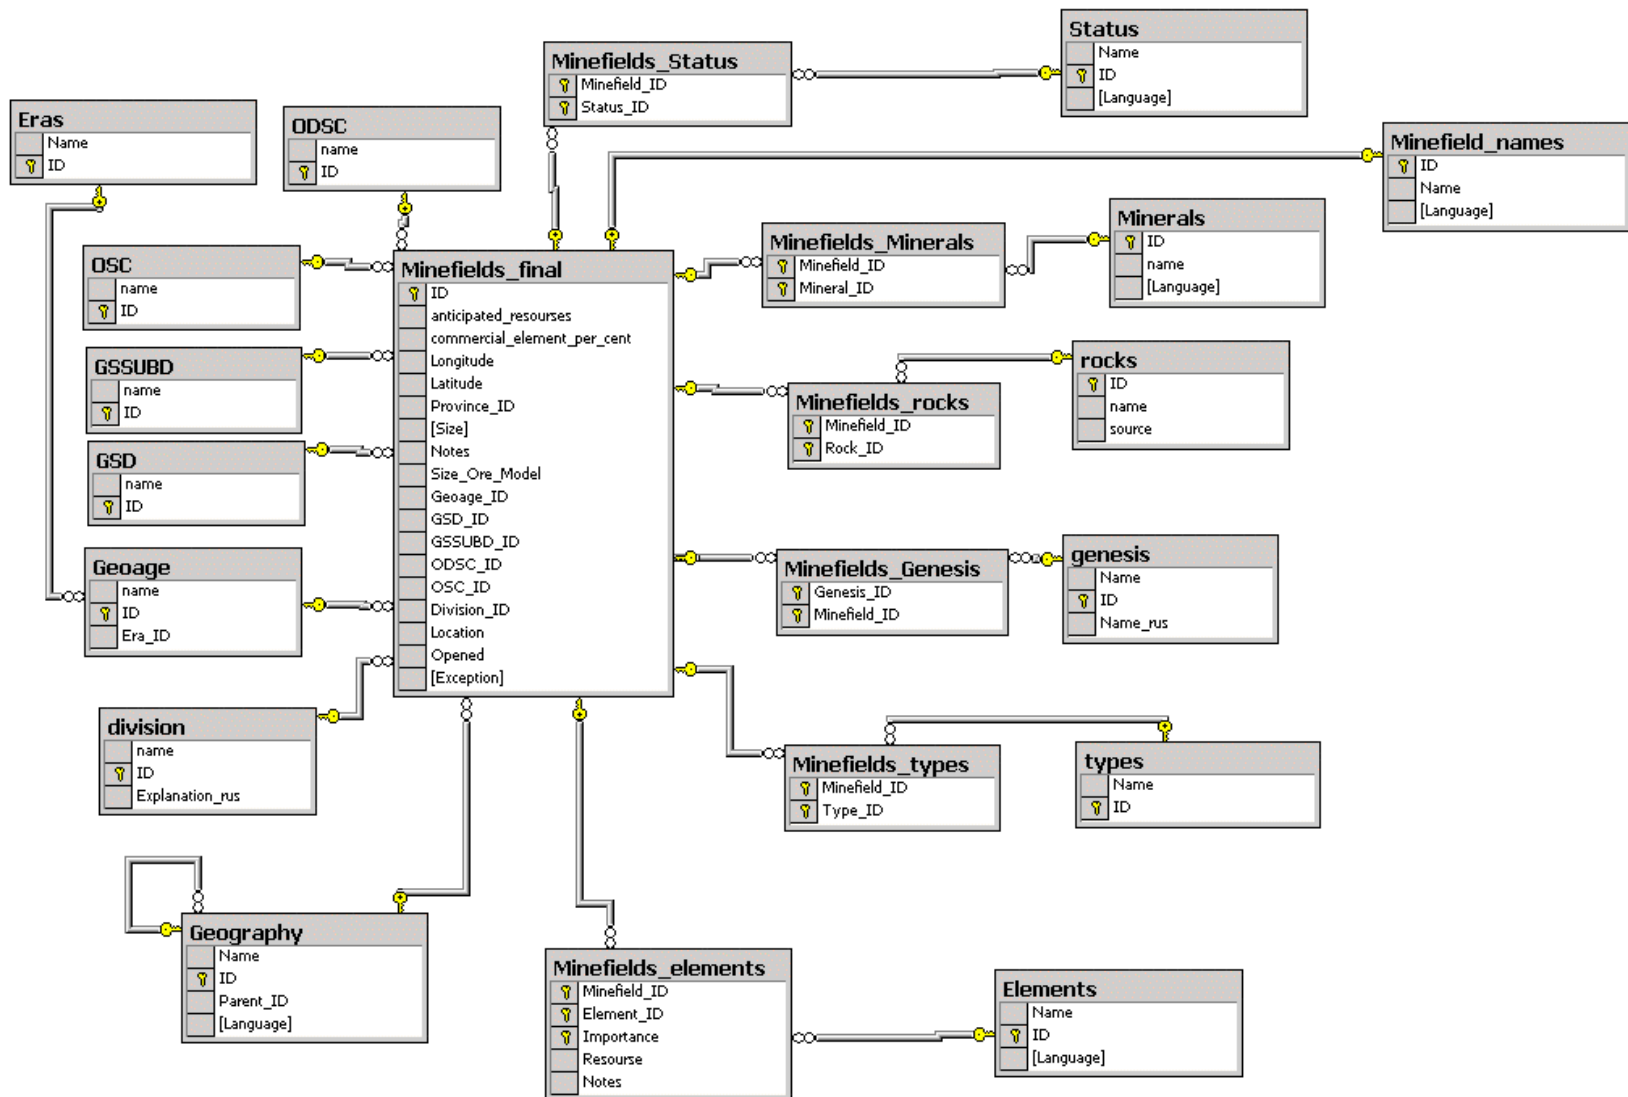 Minefields_Status
Minefield_ID
Status_ID
Status
Name
ID
[Language]
Eras
Name
ID
ODSC
name
ID
Minefield_names
ID
Name
[Language]
OSC
name
ID
Minefields_final
ID
anticipated_resourses
commercial_element_per_cent
Longitude
Latitude
Province_ID
[Size]
Notes
Size_Ore_Model
Geoage_ID
GSD_ID
GSSUBD_ID
ODSC_ID
OSC_ID
Division_ID
Location
Opened
[Exception]
Minefields_Minerals
Minefield_ID
Mineral_ID
Minerals
ID
name
[Language]
GSSUBD
name
ID
Minefields_rocks
Minefield_ID
Rock_ID
rocks
ID
name
source
GSD
name
ID
Geoage
name
ID
Era_ID
Minefields_Genesis
Genesis_ID
Minefield_ID
genesis
Name
ID
Name_rus
division
name
ID
Explanation_rus
Minefields_types
Minefield_ID
Type_ID
types
Name
ID
Geography
Name
ID
Parent_ID
[Language]
Minefields_elements
Minefield_ID
Element_ID
Importance
Resourse
Notes
Elements
Name
ID
[Language]